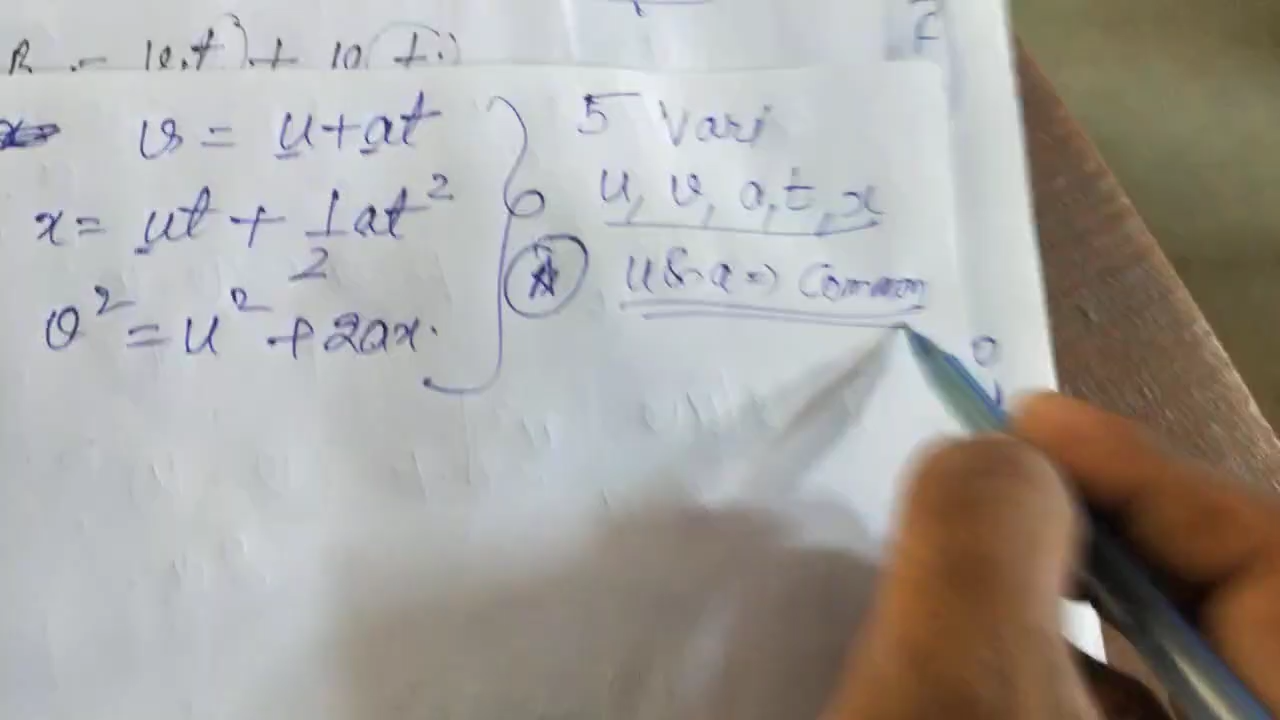 v = u + at
x = ut + 1/2 at²
v² = u² + 2ax.
5 Vari
u, v, a, t, x
u & a => Common